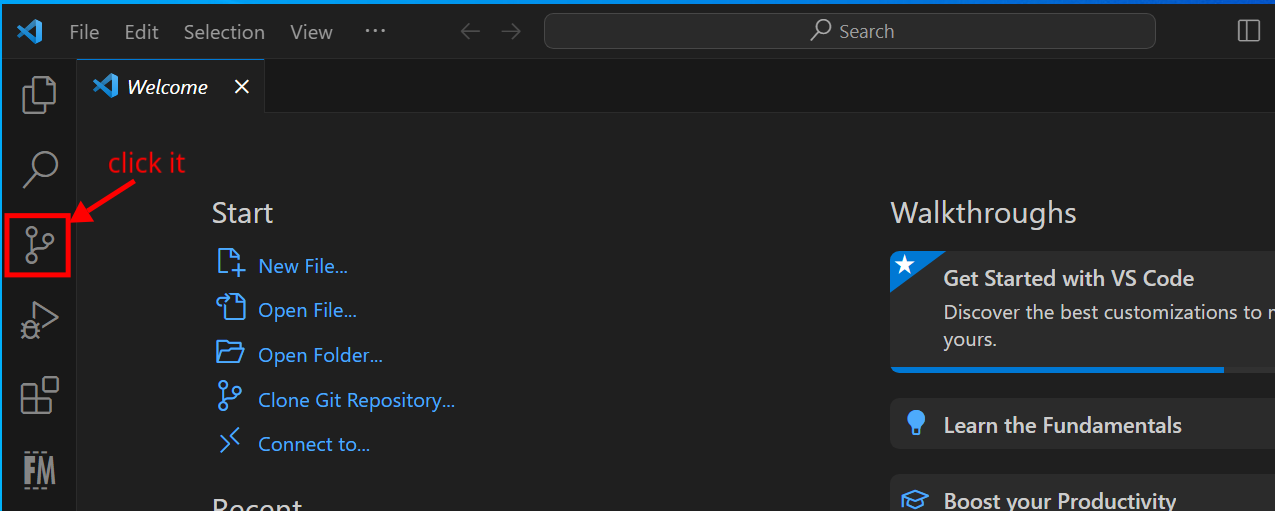 File Edit Selection View ··· Search
Welcome
click it
Start
New File...
Open File...
Open Folder...
Clone Git Repository...
Connect to...
Recent
Walkthroughs
Get Started with VS Code
Discover the best customizations to
yours.
Learn the Fundamentals
Boost your Productivity
FM